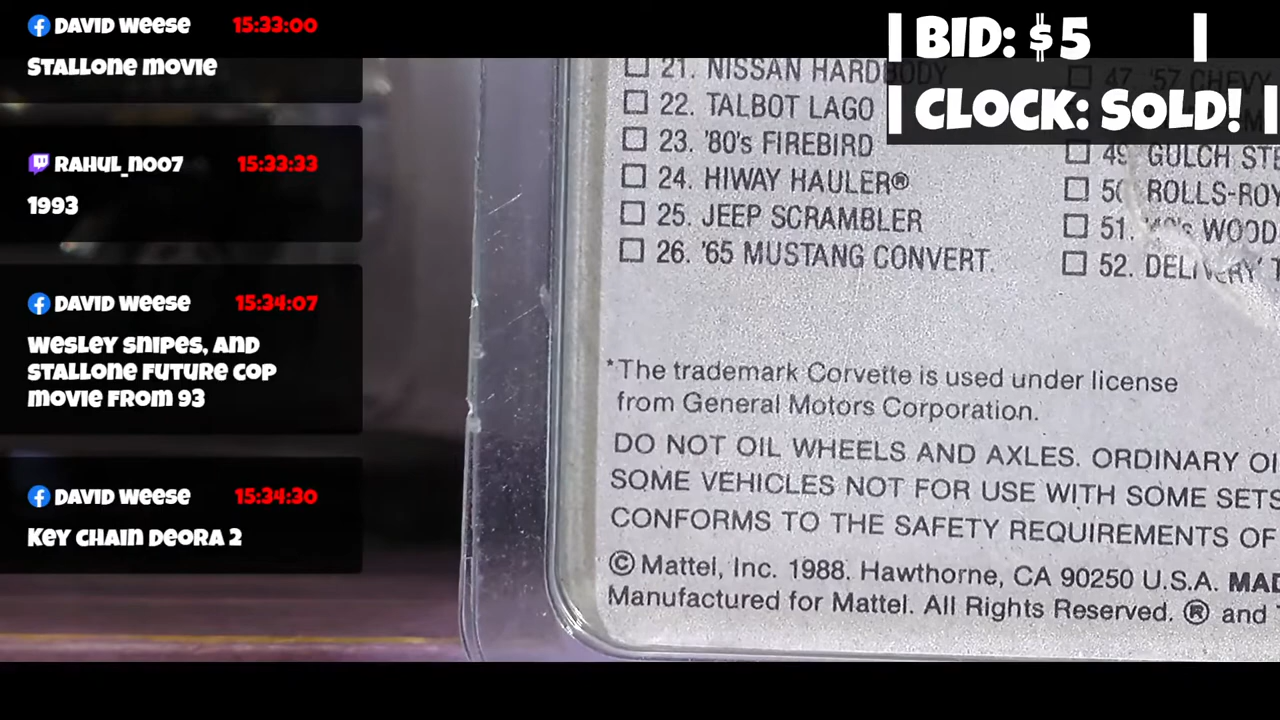 David Weese 15:33:00
Stallone movie
Rahul_n007 15:33:33
1993
David Weese 15:34:07
Wesley Snipes, and
Stallone future cop
movie from 93
David Weese 15:34:30
Key chain Deora 2
| BID: $5 |
| CLOCK: SOLD! |
21. NISSAN HARDBODY
22. TALBOT LAGO
23. '80's FIREBIRD
24. HIWAY HAULER®
25. JEEP SCRAMBLER
26. '65 MUSTANG CONVERT.
47. '57 CHEVY
49 GULCH STE
50 ROLLS-ROY
51. WOOD
52. DELIVERY
*The trademark Corvette is used under license
from General Motors Corporation.
DO NOT OIL WHEELS AND AXLES. ORDINARY OI
SOME VEHICLES NOT FOR USE WITH SOME SETS
CONFORMS TO THE SAFETY REQUIREMENTS OF
© Mattel, Inc. 1988. Hawthorne, CA 90250 U.S.A. MAD
Manufactured for Mattel. All Rights Reserved. ® and